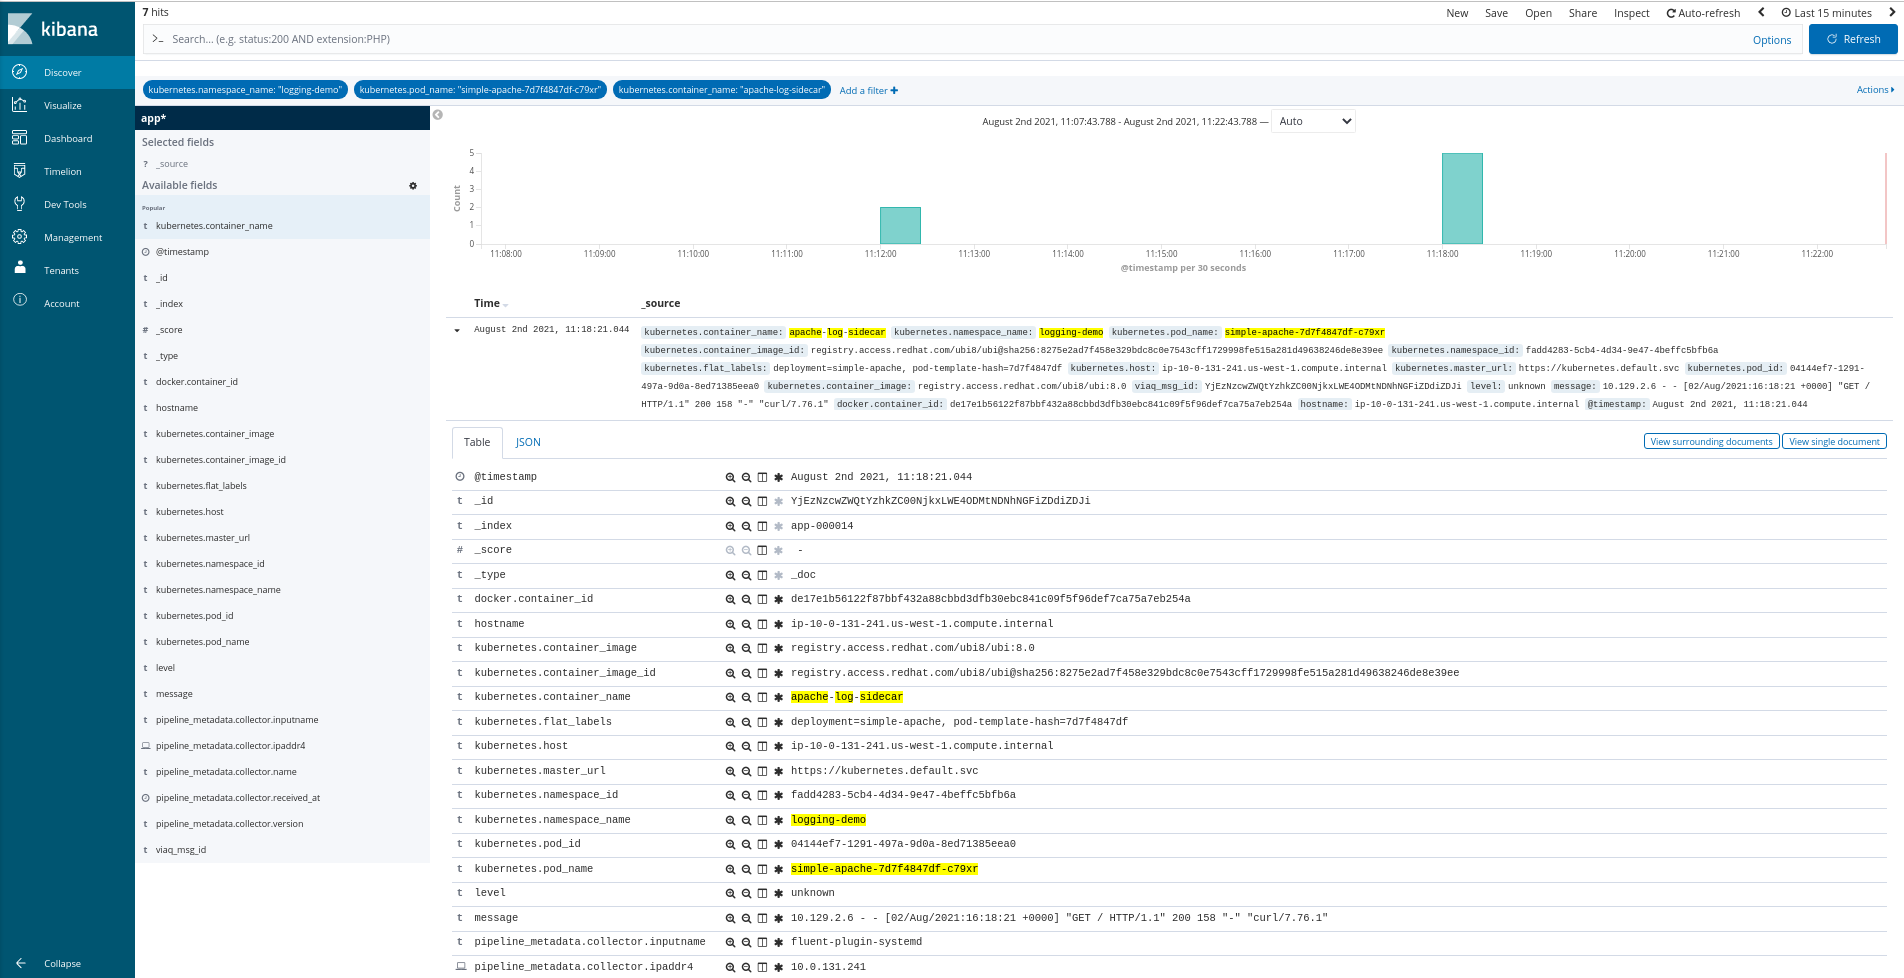 kibana
Discover
Visualize
Dashboard
Timelion
Dev Tools
Management
Tenants
Account
Collapse
7 hits
New Save Open Share Inspect Auto-refresh Last 15 minutes
>_ Search... (e.g. status:200 AND extension:PHP) Options Refresh
kubernetes.namespace_name: "logging-demo" kubernetes.pod_name: "simple-apache-7d7f4847df-c79xr" kubernetes.container_name: "apache-log-sidecar" Add a filter + Actions
app*
Selected fields
? _source
Available fields
Popular
t kubernetes.container_name
@timestamp
t _id
t _index
# _score
t _type
t docker.container_id
t hostname
t kubernetes.container_image
t kubernetes.container_image_id
t kubernetes.flat_labels
t kubernetes.host
t kubernetes.master_url
t kubernetes.namespace_id
t kubernetes.namespace_name
t kubernetes.pod_id
t kubernetes.pod_name
t level
t message
t pipeline_metadata.collector.inputname
pipeline_metadata.collector.ipaddr4
t pipeline_metadata.collector.name
pipeline_metadata.collector.received_at
t pipeline_metadata.collector.version
t viaq_msg_id
August 2nd 2021, 11:07:43.788 - August 2nd 2021, 11:22:43.788 — Auto
Count
5
4
3
2
1
0
11:08:00 11:09:00 11:10:00 11:11:00 11:12:00 11:13:00 11:14:00 11:15:00 11:16:00 11:17:00 11:18:00 11:19:00 11:20:00 11:21:00 11:22:00
@timestamp per 30 seconds
Time _source
August 2nd 2021, 11:18:21.044 kubernetes.container_name: apache-log-sidecar kubernetes.namespace_name: logging-demo kubernetes.pod_name: simple-apache-7d7f4847df-c79xr
kubernetes.container_image_id: registry.access.redhat.com/ubi8/ubi@sha256:8275e2ad7f458e329bdc8c0e7543cff1729998fe515a281d49638246de8e39ee kubernetes.namespace_id: fadd4283-5cb4-4d34-9e47-4beffc5bfb6a
kubernetes.flat_labels: deployment=simple-apache, pod-template-hash=7d7f4847df kubernetes.host: ip-10-0-131-241.us-west-1.compute.internal kubernetes.master_url: https://kubernetes.default.svc kubernetes.pod_id: 04144ef7-1291-
497a-9d0a-8ed71385eea0 kubernetes.container_image: registry.access.redhat.com/ubi8/ubi:8.0 viaq_msg_id: YjEzNzcwZWQtYzhkZC00NjkxLWE4ODMtNDNhNGFiZDdiZDJi level: unknown message: 10.129.2.6 - - [02/Aug/2021:16:18:21 +0000] "GET /
HTTP/1.1" 200 158 "-" "curl/7.76.1" docker.container_id: de17e1b56122f87bbf432a88cbbd3dfb30ebc841c09f5f96def7ca75a7eb254a hostname: ip-10-0-131-241.us-west-1.compute.internal @timestamp: August 2nd 2021, 11:18:21.044
Table JSON View surrounding documents View single document
@timestamp August 2nd 2021, 11:18:21.044
t _id YjEzNzcwZWQtYzhkZC00NjkxLWE4ODMtNDNhNGFiZDdiZDJi
t _index app-000014
# _score -
t _type _doc
t docker.container_id de17e1b56122f87bbf432a88cbbd3dfb30ebc841c09f5f96def7ca75a7eb254a
t hostname ip-10-0-131-241.us-west-1.compute.internal
t kubernetes.container_image registry.access.redhat.com/ubi8/ubi:8.0
t kubernetes.container_image_id registry.access.redhat.com/ubi8/ubi@sha256:8275e2ad7f458e329bdc8c0e7543cff1729998fe515a281d49638246de8e39ee
t kubernetes.container_name apache-log-sidecar
t kubernetes.flat_labels deployment=simple-apache, pod-template-hash=7d7f4847df
t kubernetes.host ip-10-0-131-241.us-west-1.compute.internal
t kubernetes.master_url https://kubernetes.default.svc
t kubernetes.namespace_id fadd4283-5cb4-4d34-9e47-4beffc5bfb6a
t kubernetes.namespace_name logging-demo
t kubernetes.pod_id 04144ef7-1291-497a-9d0a-8ed71385eea0
t kubernetes.pod_name simple-apache-7d7f4847df-c79xr
t level unknown
t message 10.129.2.6 - - [02/Aug/2021:16:18:21 +0000] "GET / HTTP/1.1" 200 158 "-" "curl/7.76.1"
t pipeline_metadata.collector.inputname fluent-plugin-systemd
pipeline_metadata.collector.ipaddr4 10.0.131.241